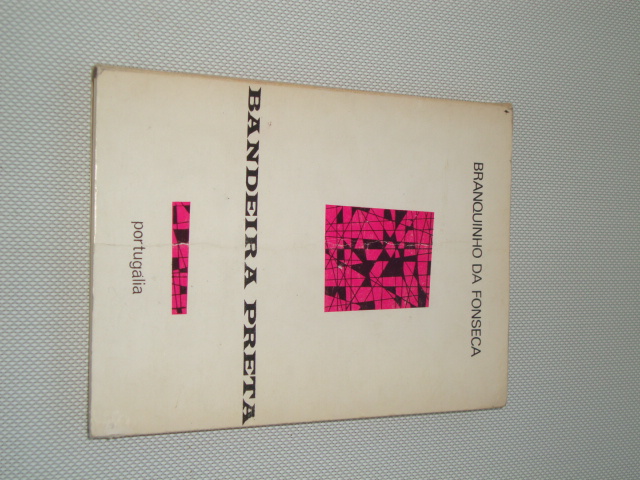 BRANQUINHO DA FONSECA
BANDEIRA PRETA
portugália